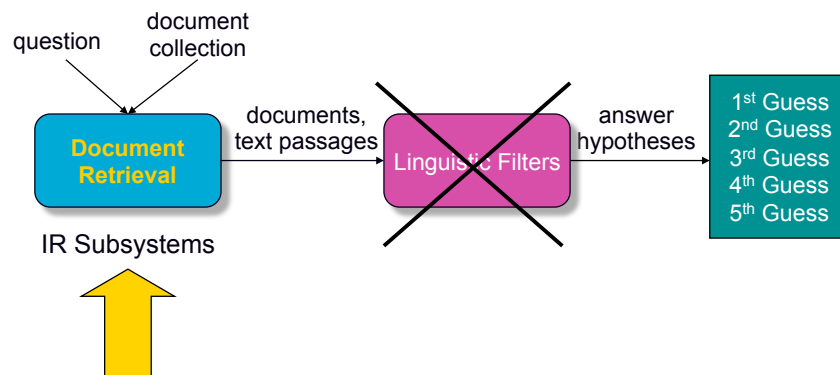 document
collection
question
Document
Retrieval
documents,
text passages
Linguistic Filters
answer
hypotheses
1st Guess
2nd Guess
3rd Guess
4th Guess
5th Guess
IR Subsystems